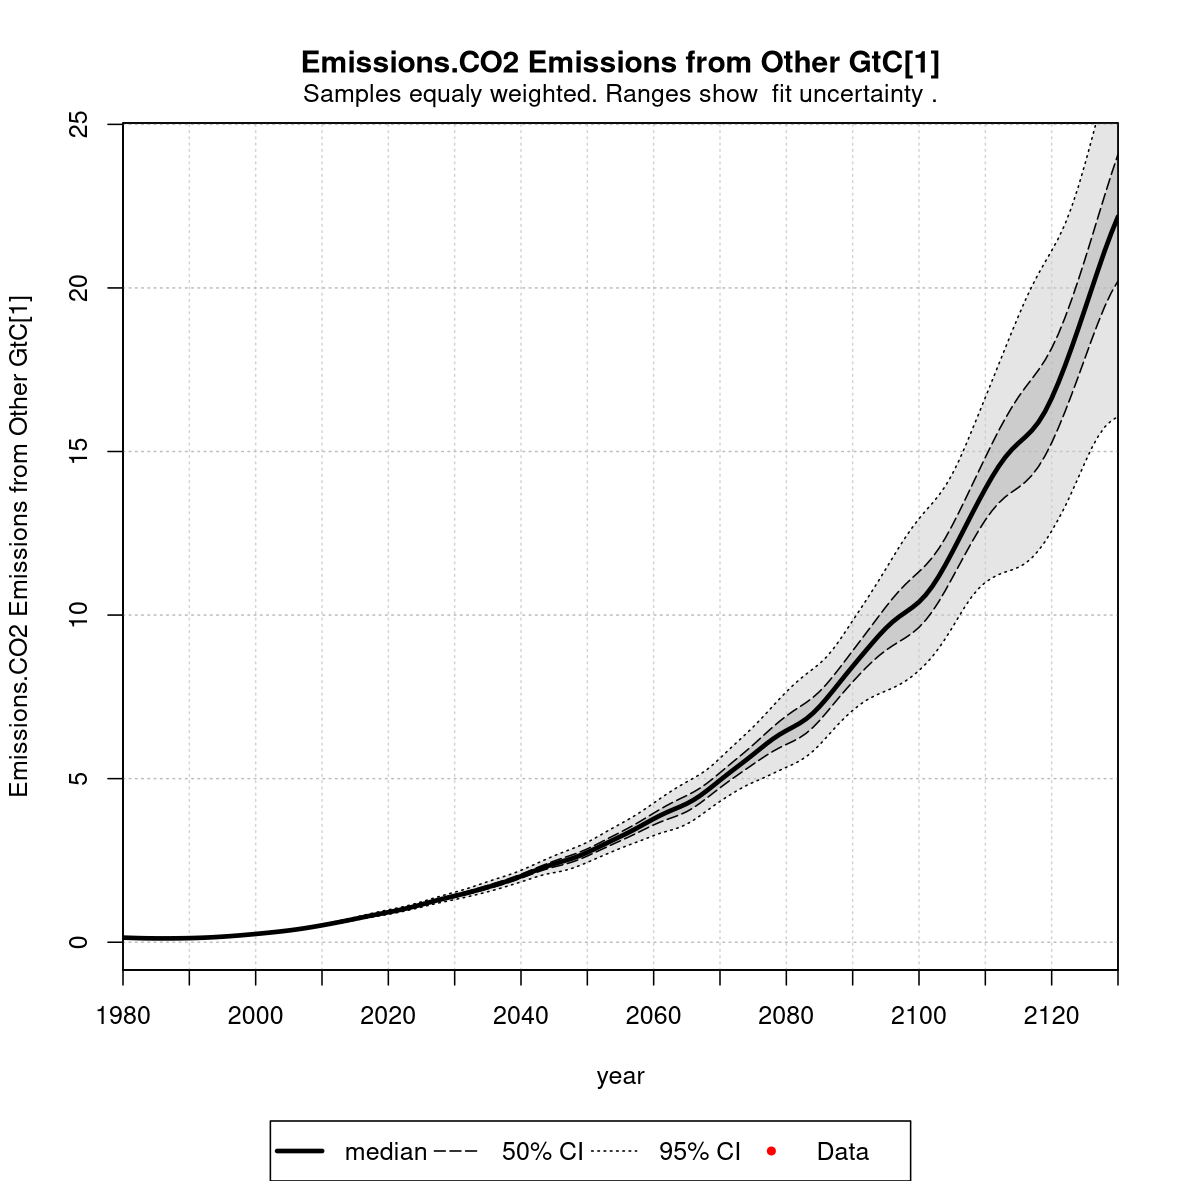 Emissions.CO2 Emissions from Other GtC[1]
Samples equaly weighted. Ranges show  fit uncertainty .
Emissions.CO2 Emissions from Other GtC[1]
25
20
15
10
5
0
1980 2000 2020 2040 2060 2080 2100 2120
year
median 50% CI 95% CI Data